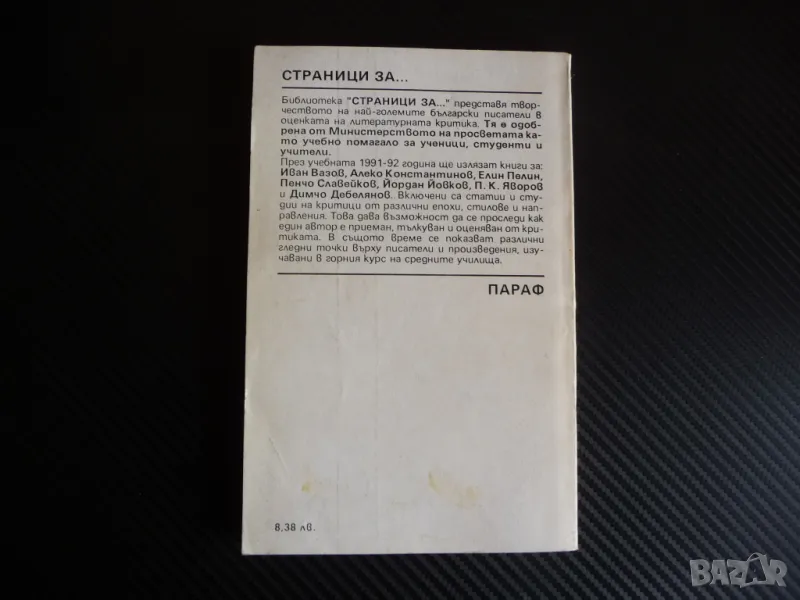 СТРАНИЦИ ЗА...
Библиотека "СТРАНИЦИ ЗА..." представя твор-
чеството на най-големите български писатели в
оценката на литературната критика. Тя е одоб-
рена от Министерството на просветата ка-
то учебно помагало за ученици, студенти и
учители.
През учебната 1991-92 година ще излязат книги за:
Иван Вазов, Алеко Константинов, Елин Пелин,
Пенчо Славейков, Йордан Йовков, П. К. Яворов
и Димчо Дебелянов. Включени са статии и сту-
дии на критици от различни епохи, стилове и нап-
равления. Това дава възможност да се проследи как
един автор е приеман, тълкуван и оценяван от кри-
тиката. В същото време се показват различни
гледни точки върху писатели и произведения, изу-
чавани в горния курс на средните училища.
ПАРАФ
8,38 лв.
BAZAR